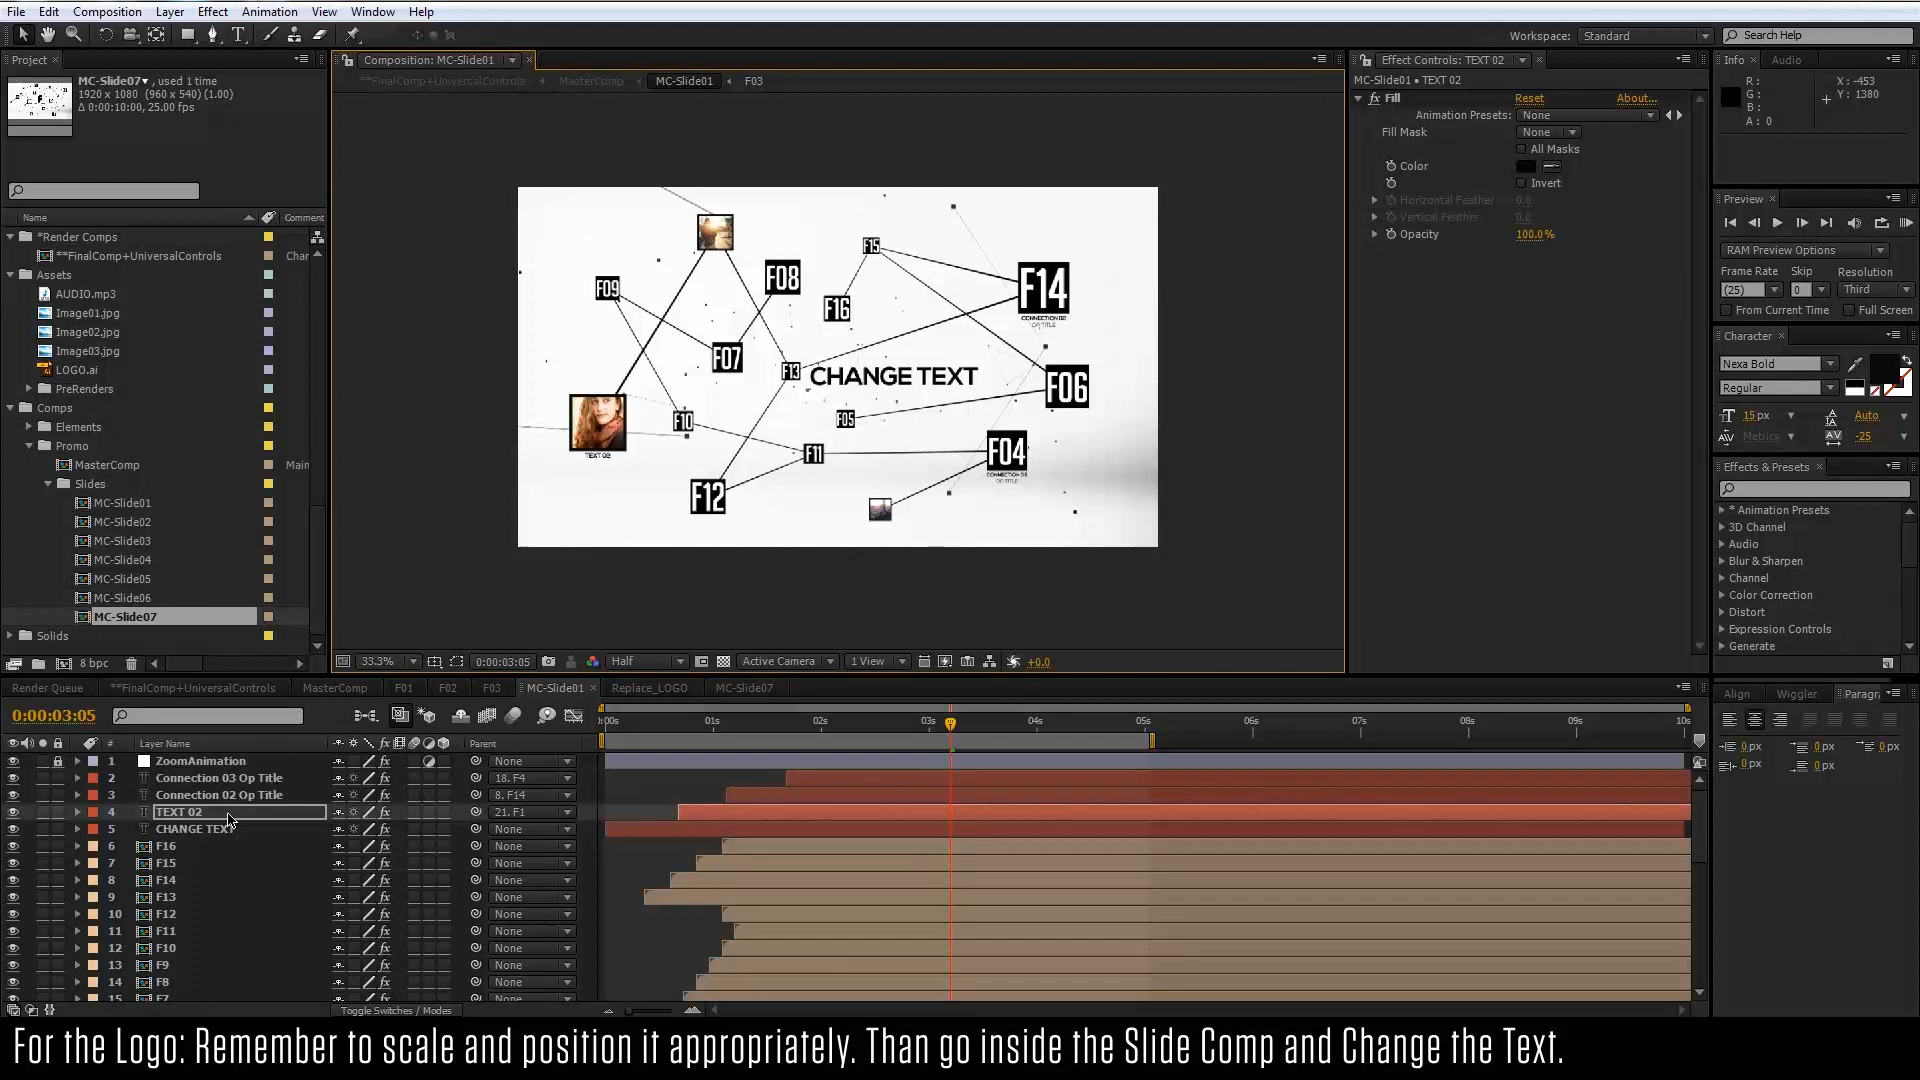 File Edit Composition Layer Effect Animation View Window Help
Workspace: Standard Search Help
Project
MC-Slide07 , used 1 time
1920 x 1080 (960 x 540) (1.00)
Δ 0:00:10:00, 25.00 fps
Name Comment
*Render Comps
**FinalComp+UniversalControls Char
Assets
AUDIO.mp3
Image01.jpg
Image02.jpg
Image03.jpg
LOGO.ai
PreRenders
Comps
Elements
Promo
MasterComp Main
Slides
MC-Slide01
MC-Slide02
MC-Slide03
MC-Slide04
MC-Slide05
MC-Slide06
MC-Slide07
Solids
8 bpc
Composition: MC-Slide01
**FinalComp+UniversalControls MasterComp MC-Slide01 F03
F15
F08
F14
F09
F16
CONNECTION 02
OP TITLE
F07
F13 CHANGE TEXT
F06
F10
F05
TEXT 02
F11
F04
CONNECTION 03
OP TITLE
F12
33.3% 0:00:03:05 Half Active Camera 1 View +0.0
Effect Controls: TEXT 02
MC-Slide01 • TEXT 02
fx Fill Reset About...
Animation Presets: None
Fill Mask None
All Masks
Color
Invert
Horizontal Feather 0.0
Vertical Feather 0.0
Opacity 100.0%
Info Audio
R : X : -453
G : Y : 1380
B :
A : 0
Preview
RAM Preview Options
Frame Rate Skip Resolution
(25) 0 Third
From Current Time Full Screen
Character
Nexa Bold
Regular
15 px Auto
Metrics -25
Effects & Presets
* Animation Presets
3D Channel
Audio
Blur & Sharpen
Channel
Color Correction
Distort
Expression Controls
Generate
Render Queue **FinalComp+UniversalControls MasterComp F01 F02 F03 MC-Slide01 Replace_LOGO MC-Slide07
Align Wiggler Paragra
0:00:03:05
:00s 01s 02s 03s 04s 05s 06s 07s 08s 09s 10s
# Layer Name Parent
1 ZoomAnimation None
2 Connection 03 Op Title 18. F4
3 Connection 02 Op Title 8. F14
4 TEXT 02 21. F1
5 CHANGE TEXT None
6 F16 None
7 F15 None
8 F14 None
9 F13 None
10 F12 None
11 F11 None
12 F10 None
13 F9 None
14 F8 None
15 F7 None
Toggle Switches / Modes
0 px 0 px 0 px
0 px 0 px
For the Logo: Remember to scale and position it appropriately. Than go inside the Slide Comp and Change the Text.